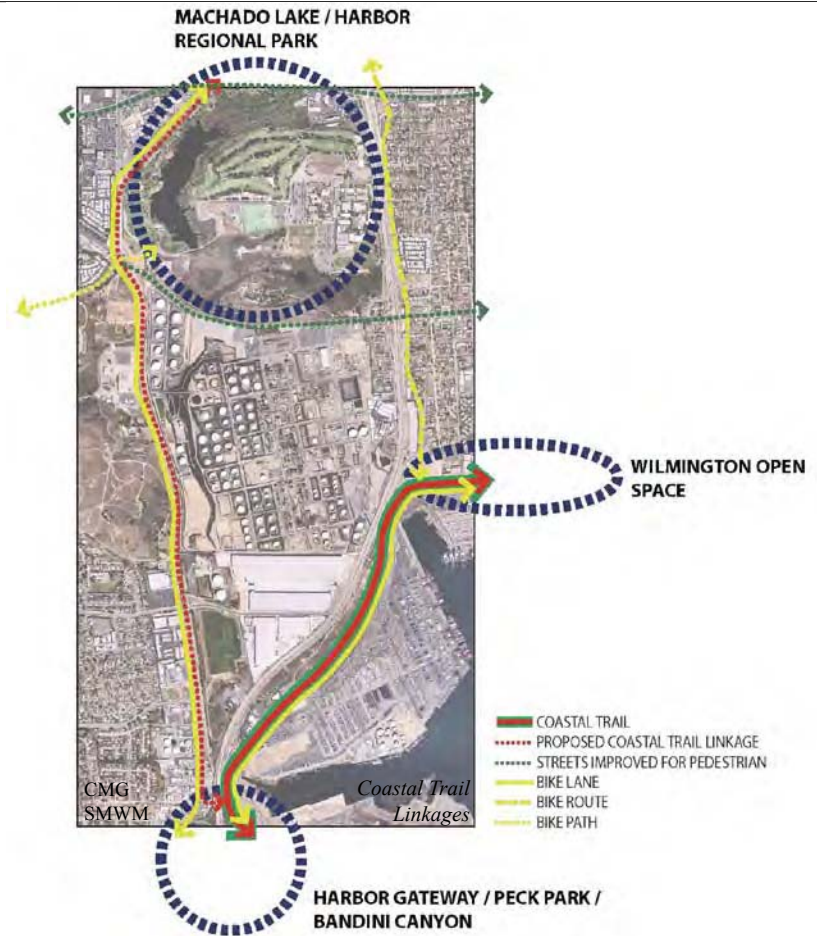 MACHADO LAKE / HARBOR
REGIONAL PARK
WILMINGTON OPEN
SPACE
COASTAL TRAIL
PROPOSED COASTAL TRAIL LINKAGE
STREETS IMPROVED FOR PEDESTRIAN
BIKE LANE
BIKE ROUTE
BIKE PATH
CMG
SMWM
Coastal Trail
Linkages
HARBOR GATEWAY / PECK PARK /
BANDINI CANYON